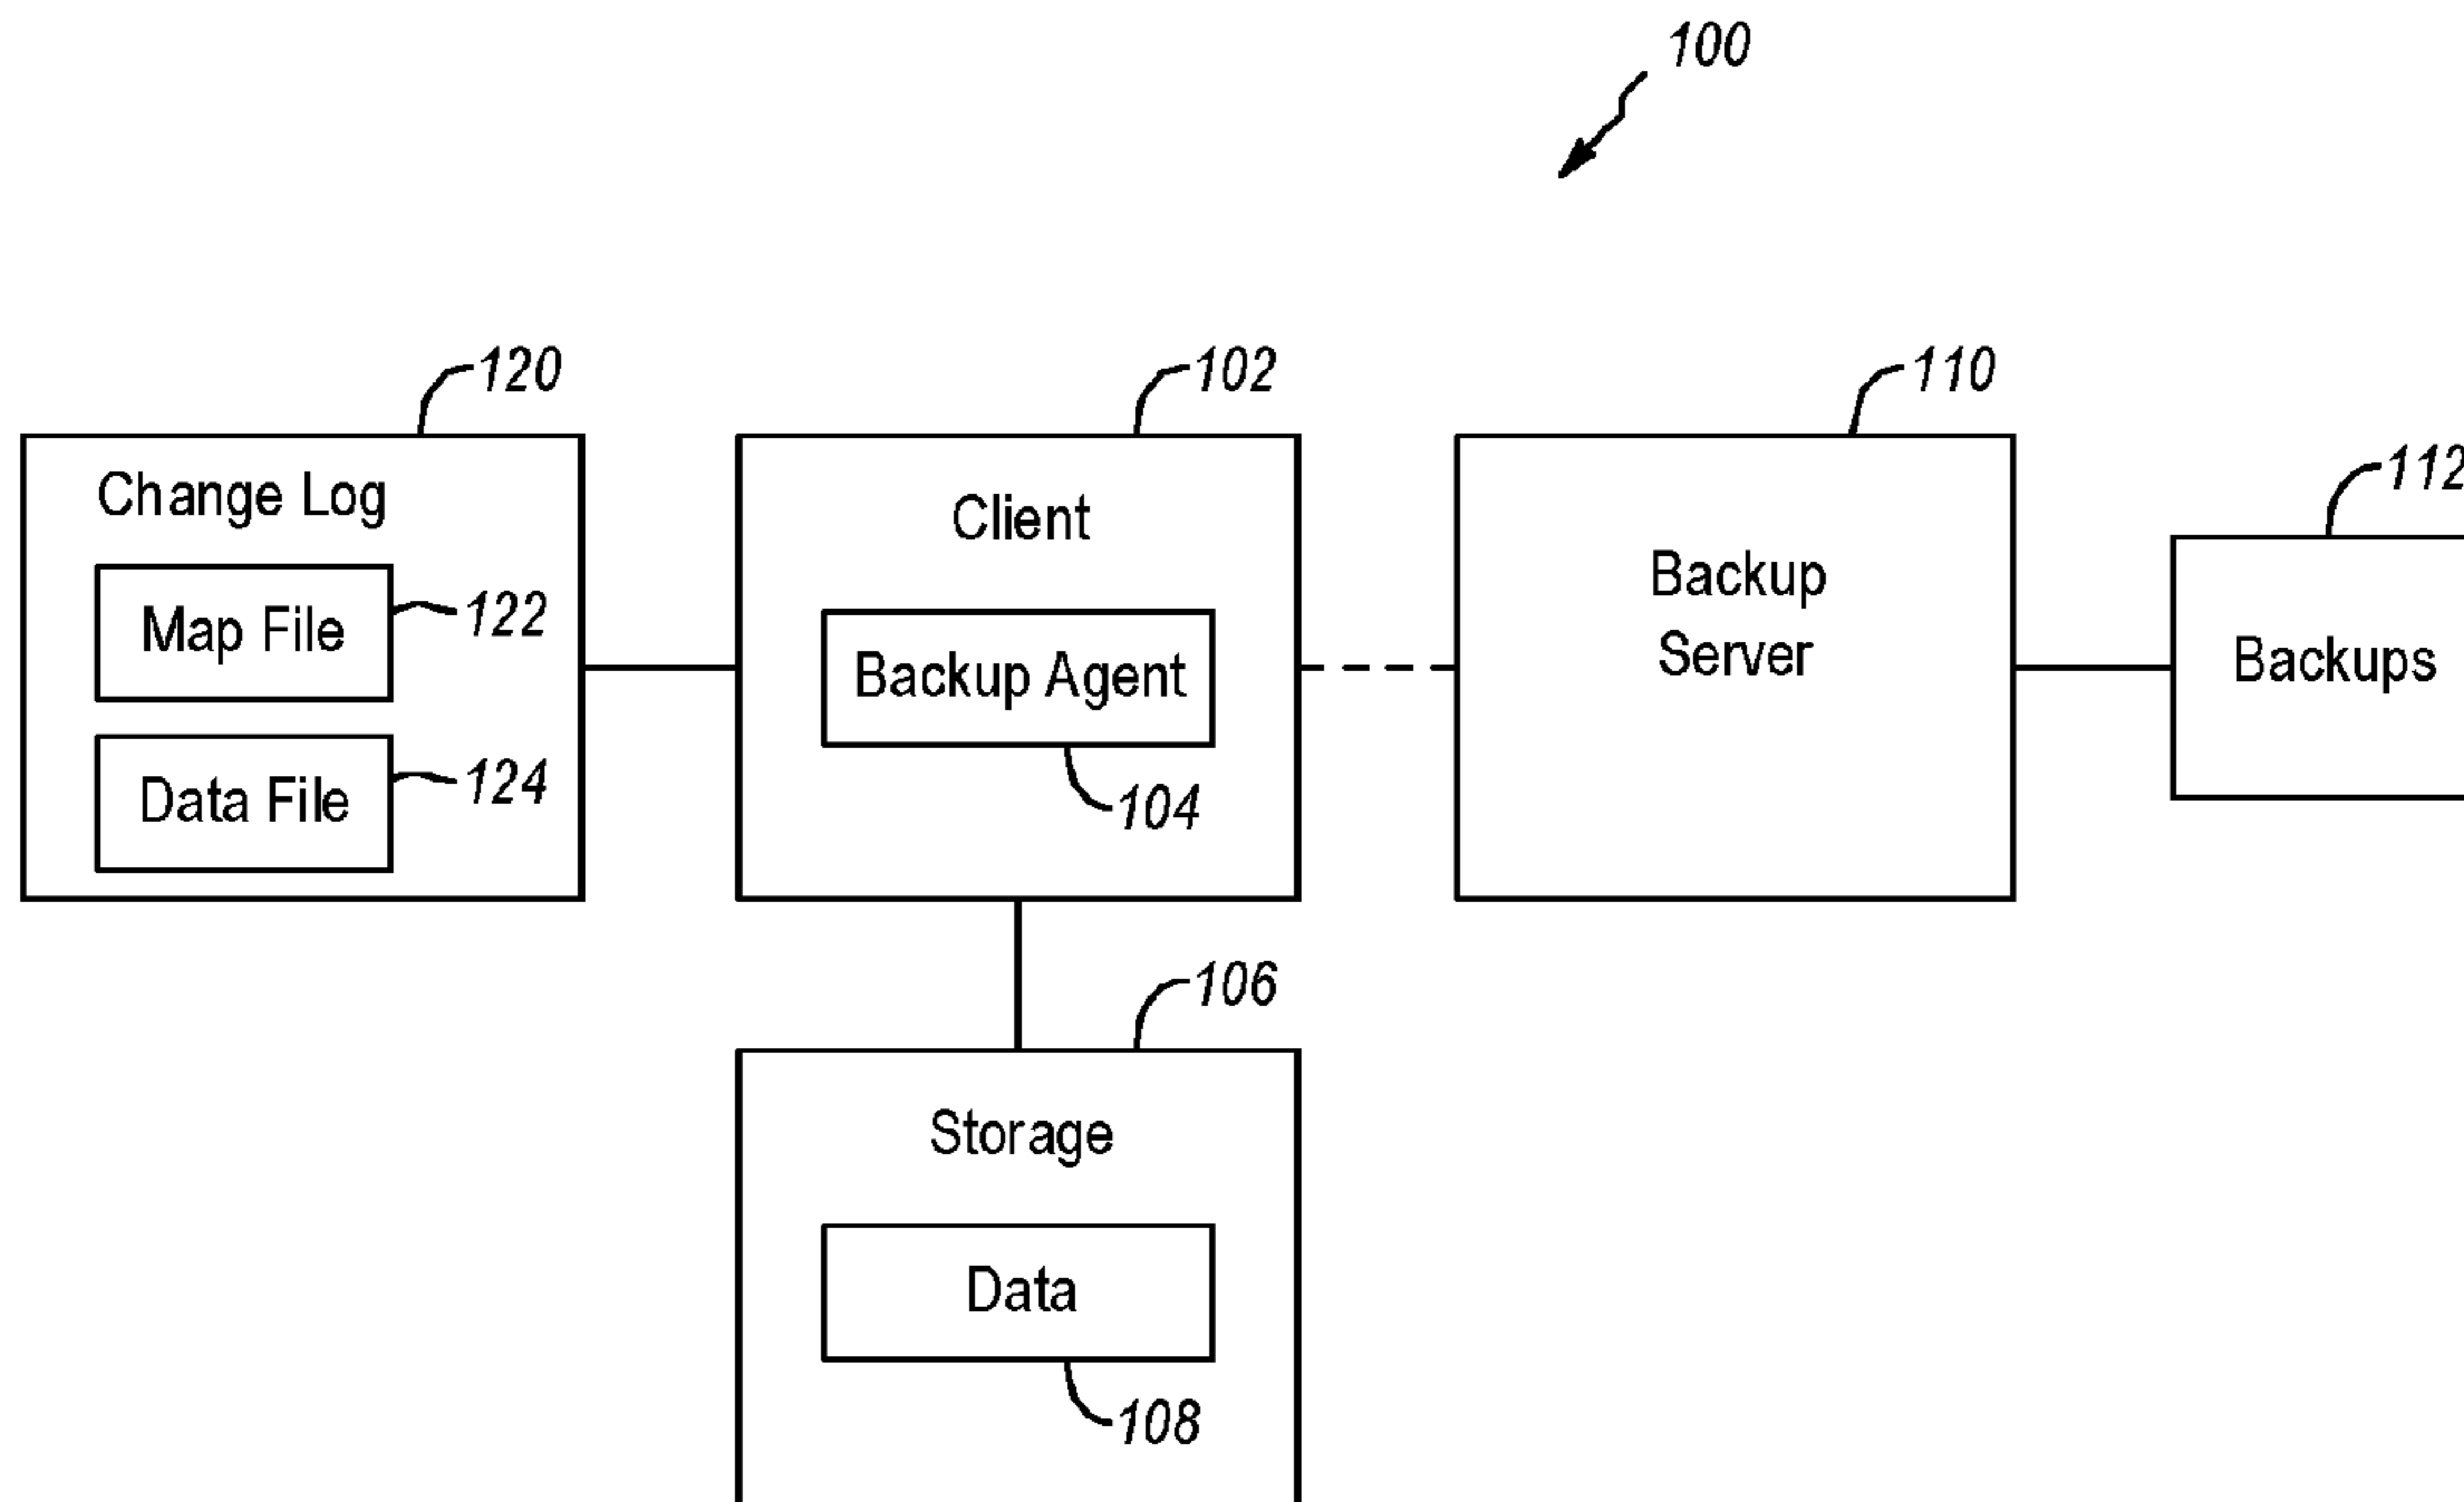 100
120
102
110
112
Change Log
Map File
122
Data File
124
Client
Backup Agent
104
Backup
Server
Backups
106
Storage
Data
108